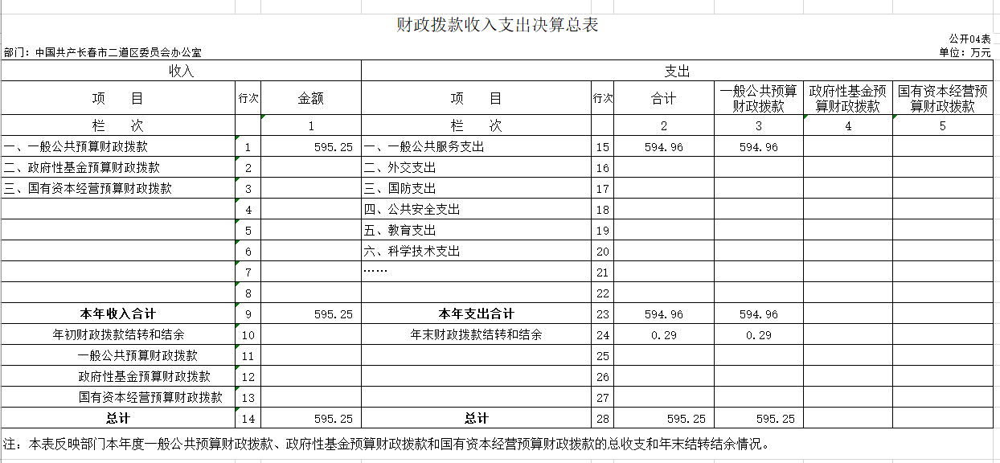 财政拨款收入支出决算总表
公开04表
部门：中国共产长春市二道区委员会办公室 单位：万元
收入 支出
项 目 行次 金额 项 目 行次 合计 一般公共预算财政拨款 政府性基金预算财政拨款 国有资本经营预算财政拨款
栏 次 1 栏 次 2 3 4 5
一、一般公共预算财政拨款 1 595.25 一、一般公共服务支出 15 594.96 594.96
二、政府性基金预算财政拨款 2 二、外交支出 16
三、国有资本经营预算财政拨款 3 三、国防支出 17
4 四、公共安全支出 18
5 五、教育支出 19
6 六、科学技术支出 20
7 …… 21
8 22
本年收入合计 9 595.25 本年支出合计 23 594.96 594.96
年初财政拨款结转和结余 10 年末财政拨款结转和结余 24 0.29 0.29
一般公共预算财政拨款 11 25
政府性基金预算财政拨款 12 26
国有资本经营预算财政拨款 13 27
总计 14 595.25 总计 28 595.25 595.25
注：本表反映部门本年度一般公共预算财政拨款、政府性基金预算财政拨款和国有资本经营预算财政拨款的总收支和年末结转结余情况。